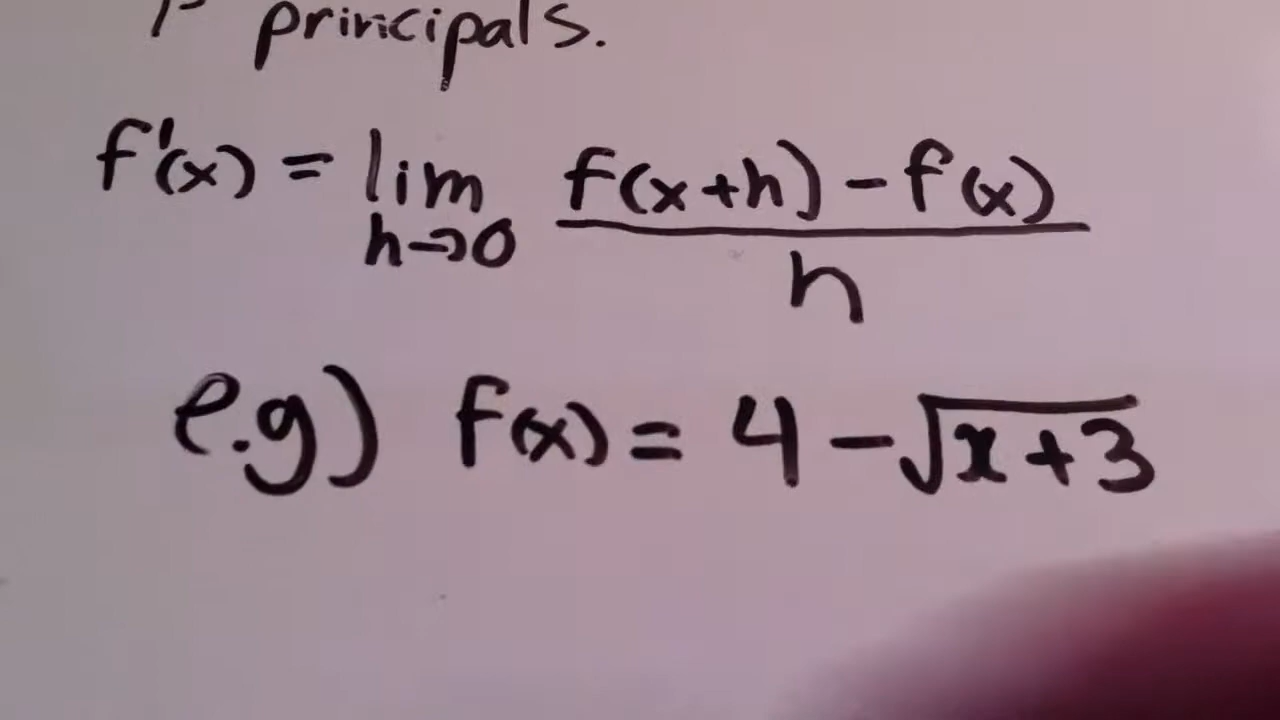 principals.
f'(x) = lim h→0 f(x+h) - f(x) / h
e.g) f(x) = 4 - √x+3